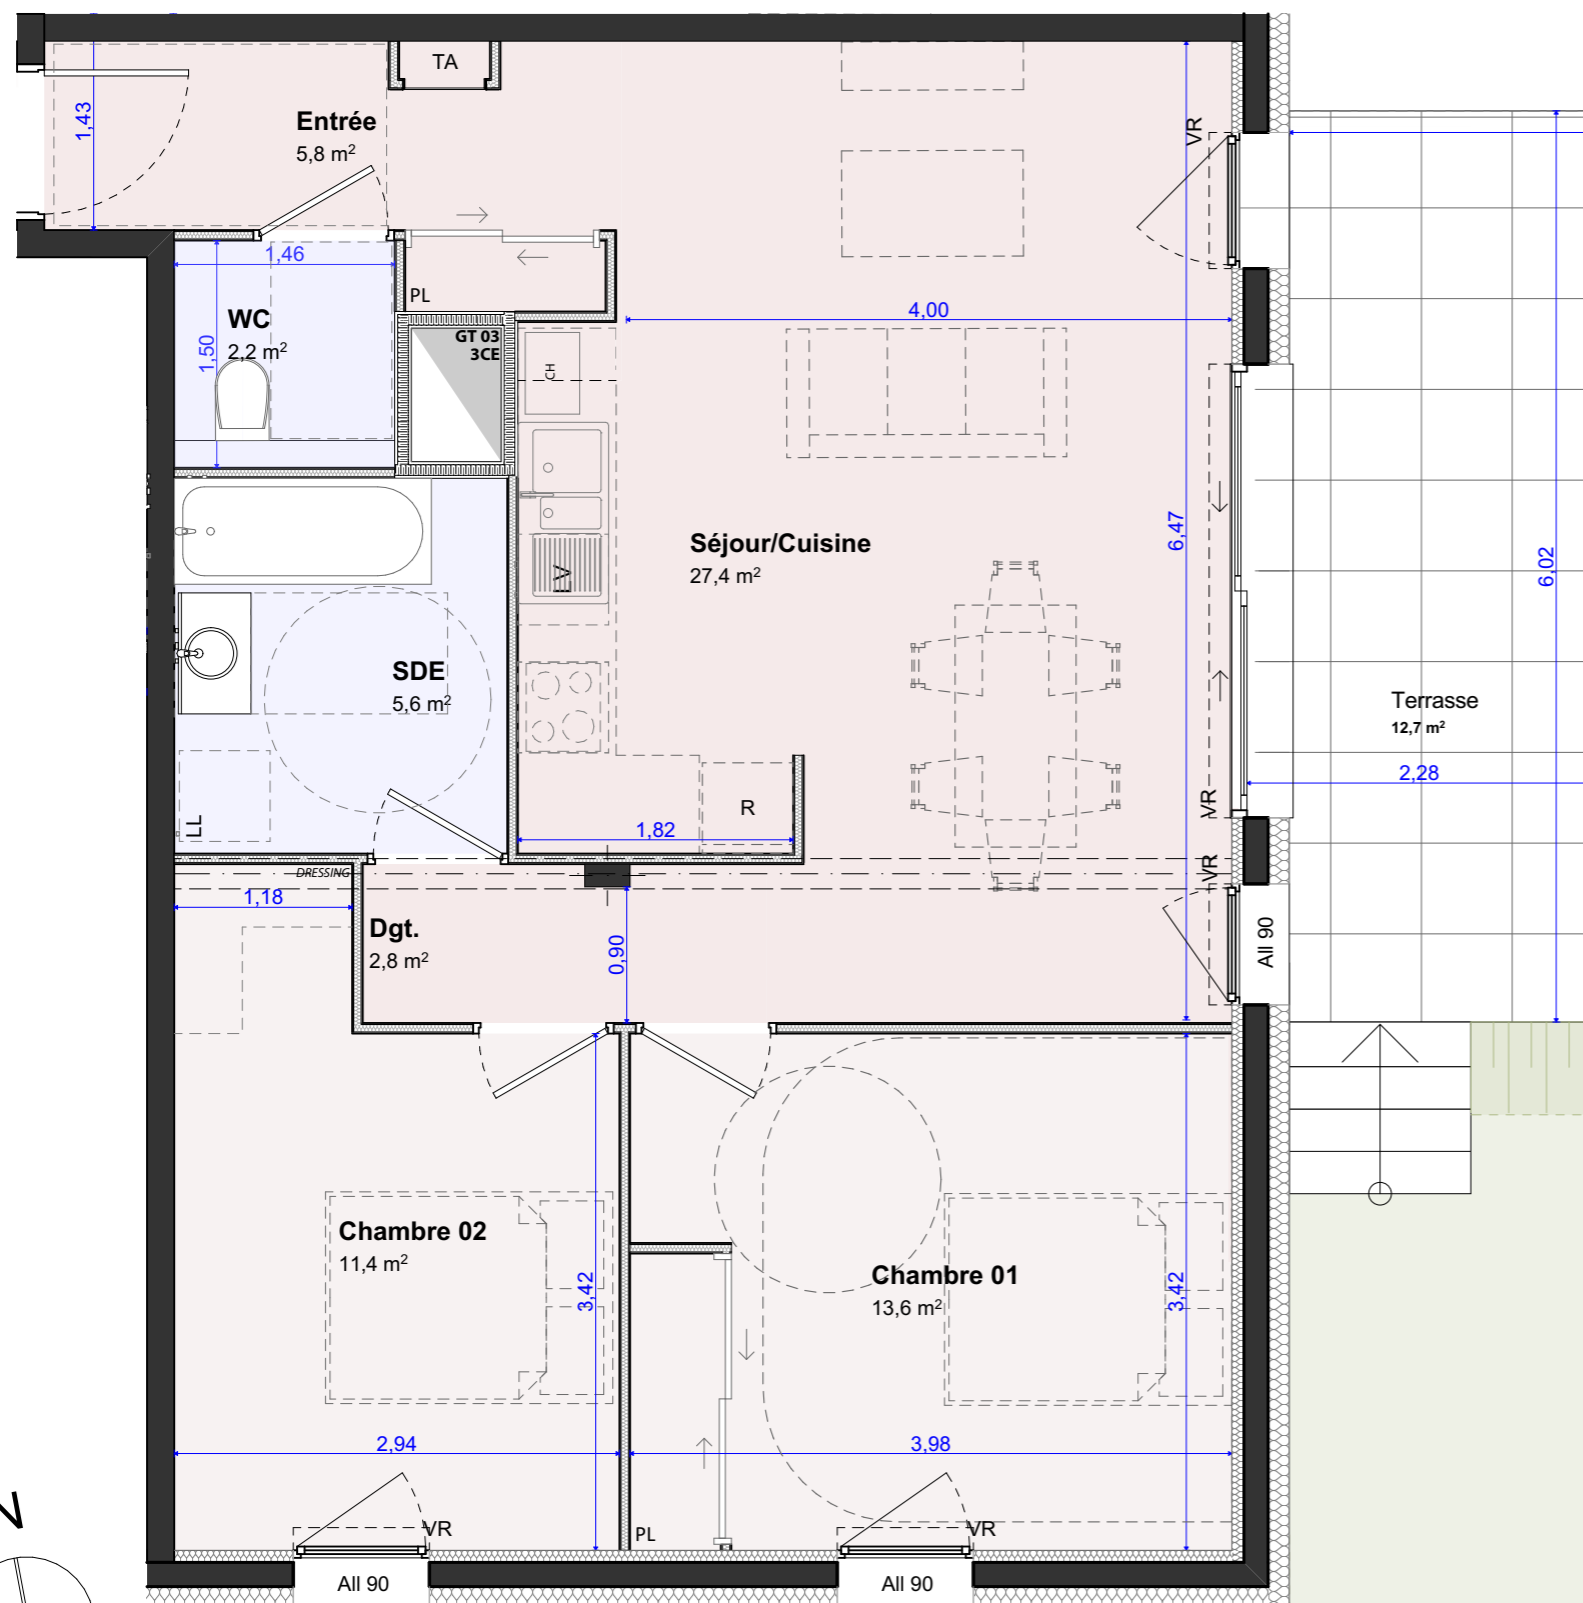 TA
1,43
Entrée
5,8 m²
VR
1,46
PL
WC
2,2 m²
1,50
GT 03
3CE
CH
4,00
6,47
Séjour/Cuisine
27,4 m²
LV
6,02
SDE
5,6 m²
Terrasse
12,7 m²
2,28
LL
R
VR
1,82
DRESSING
VR
1,18
Dgt.
2,8 m²
0,90
All 90
Chambre 02
11,4 m²
3,42
Chambre 01
13,6 m²
3,42
2,94
3,98
N
VR
PL
VR
All 90
All 90